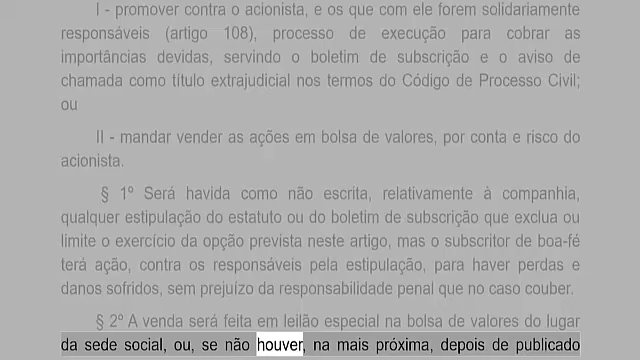 I - promover contra o acionista, e os que com ele forem solidariamente
responsáveis (artigo 108), processo de execução para cobrar as
importâncias devidas, servindo o boletim de subscrição e o aviso de
chamada como título extrajudicial nos termos do Código de Processo Civil;
ou
II - mandar vender as ações em bolsa de valores, por conta e risco do
acionista.
§ 1º Será havida como não escrita, relativamente à companhia,
qualquer estipulação do estatuto ou do boletim de subscrição que exclua ou
limite o exercício da opção prevista neste artigo, mas o subscritor de boa-fé
terá ação, contra os responsáveis pela estipulação, para haver perdas e
danos sofridos, sem prejuízo da responsabilidade penal que no caso couber.
§ 2º A venda será feita em leilão especial na bolsa de valores do lugar
da sede social, ou, se não houver, na mais próxima, depois de publicado